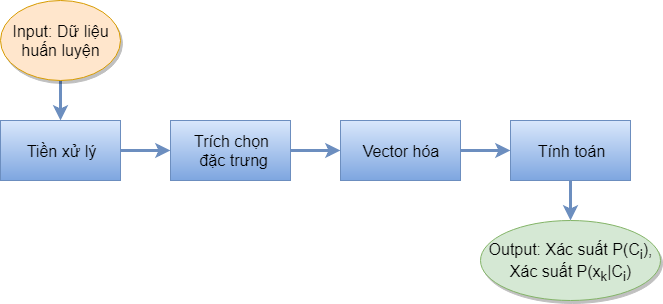 Input: Dữ liệu
huấn luyện
Tiền xử lý
Trích chọn
đặc trưng
Vector hóa
Tính toán
Output: Xác suất P(Cᵢ),
Xác suất P(xₖ|Cᵢ)